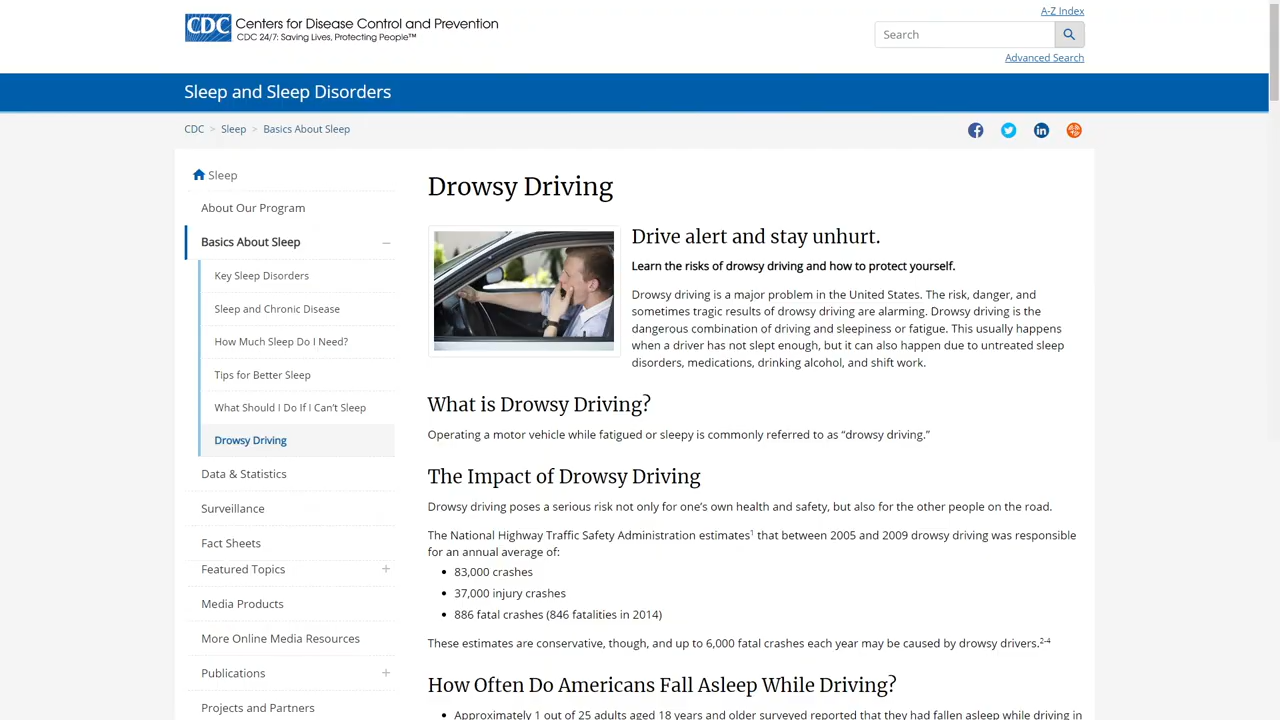 CDC
Centers for Disease Control and Prevention
CDC 24/7: Saving Lives, Protecting People™
A-Z Index
Search
Advanced Search
Sleep and Sleep Disorders
CDC > Sleep > Basics About Sleep
Sleep
About Our Program
Basics About Sleep
Key Sleep Disorders
Sleep and Chronic Disease
How Much Sleep Do I Need?
Tips for Better Sleep
What Should I Do If I Can’t Sleep
Drowsy Driving
Data & Statistics
Surveillance
Fact Sheets
Featured Topics
Media Products
More Online Media Resources
Publications
Projects and Partners
Drowsy Driving
Drive alert and stay unhurt.
Learn the risks of drowsy driving and how to protect yourself.
Drowsy driving is a major problem in the United States. The risk, danger, and
sometimes tragic results of drowsy driving are alarming. Drowsy driving is the
dangerous combination of driving and sleepiness or fatigue. This usually happens
when a driver has not slept enough, but it can also happen due to untreated sleep
disorders, medications, drinking alcohol, and shift work.
What is Drowsy Driving?
Operating a motor vehicle while fatigued or sleepy is commonly referred to as “drowsy driving.”
The Impact of Drowsy Driving
Drowsy driving poses a serious risk not only for one’s own health and safety, but also for the other people on the road.
The National Highway Traffic Safety Administration estimates1 that between 2005 and 2009 drowsy driving was responsible
for an annual average of:
• 83,000 crashes
• 37,000 injury crashes
• 886 fatal crashes (846 fatalities in 2014)
These estimates are conservative, though, and up to 6,000 fatal crashes each year may be caused by drowsy drivers.2-4
How Often Do Americans Fall Asleep While Driving?
• Approximately 1 out of 25 adults aged 18 years and older surveyed reported that they had fallen asleep while driving in